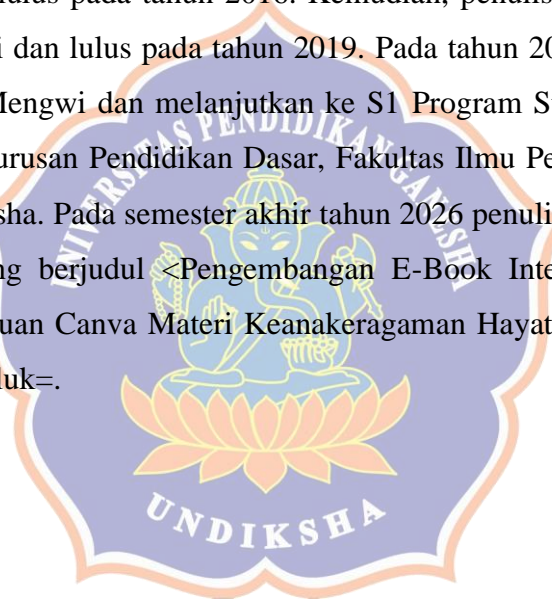 lulus pada tahun 2016. Kemudian, penulis
i dan lulus pada tahun 2019. Pada tahun 20
Mengwi dan melanjutkan ke S1 Program S
urusan Pendidikan Dasar, Fakultas Ilmu Pe
sha. Pada semester akhir tahun 2026 penuli
ng berjudul <Pengembangan E-Book Inte
uan Canva Materi Keanakeragaman Hayat
luk=.
UNIVERSITAS PENDIDIKAN GANESHA
UNDIKSHA